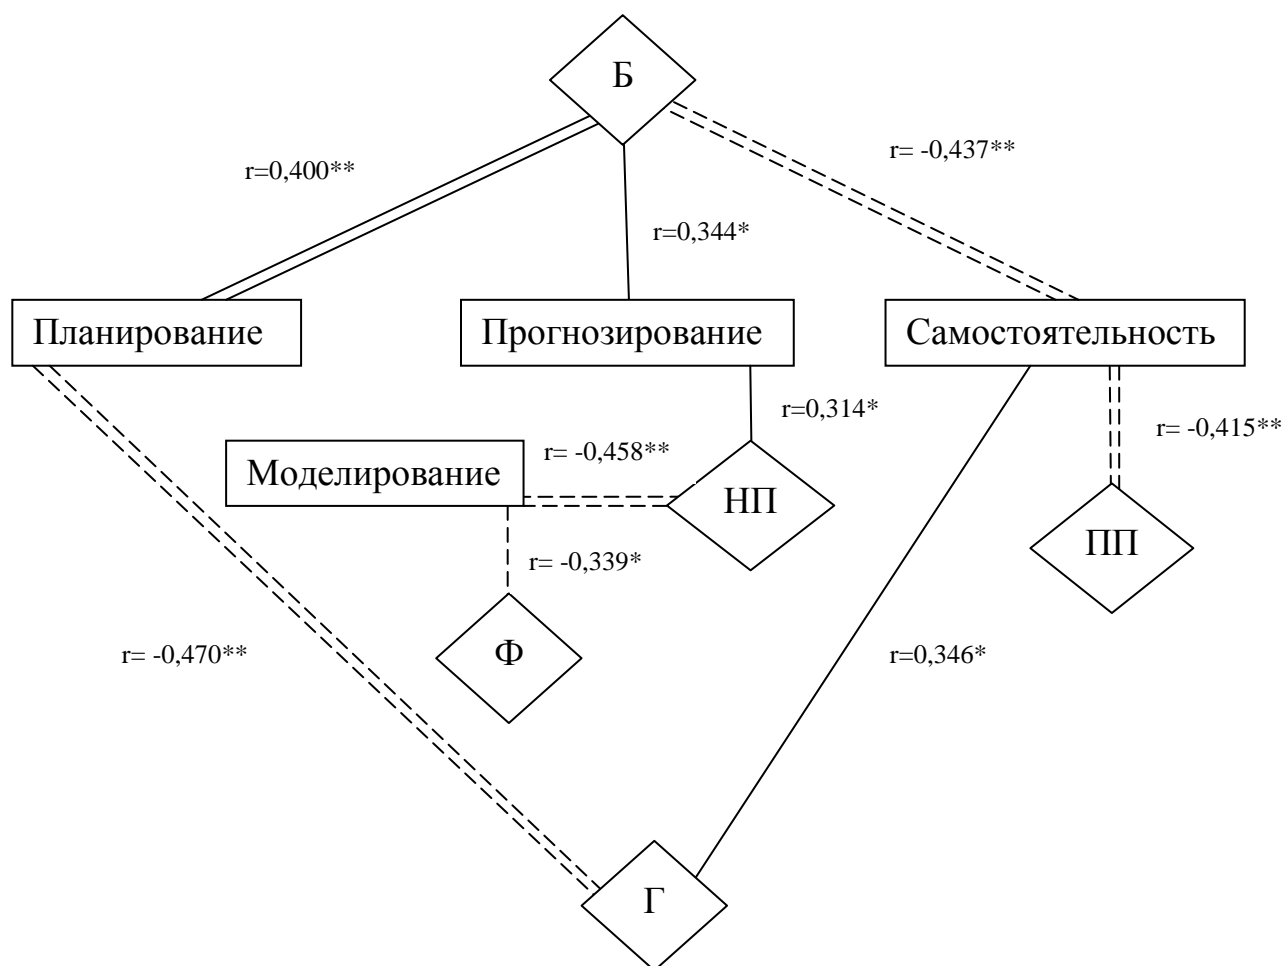 Б
r=0,400**
r= -0,437**
r=0,344*
Планирование
Прогнозирование
Самостоятельность
r=0,314*
r= -0,415**
r= -0,458**
Моделирование
НП
ПП
r= -0,339*
Ф
r= -0,470**
r=0,346*
Г